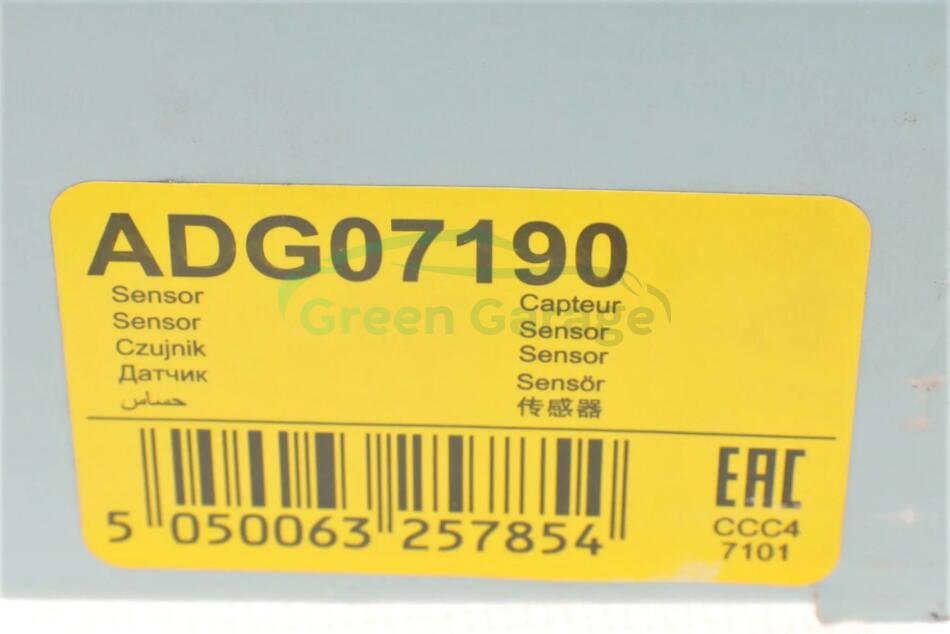 ADG07190
Sensor
Sensor
Czujnik
Датчик
حساس
Capteur
Sensor
Sensor
Sensör
传感器
Green Garage
5 050063 257854
EAC
CCC4
7101